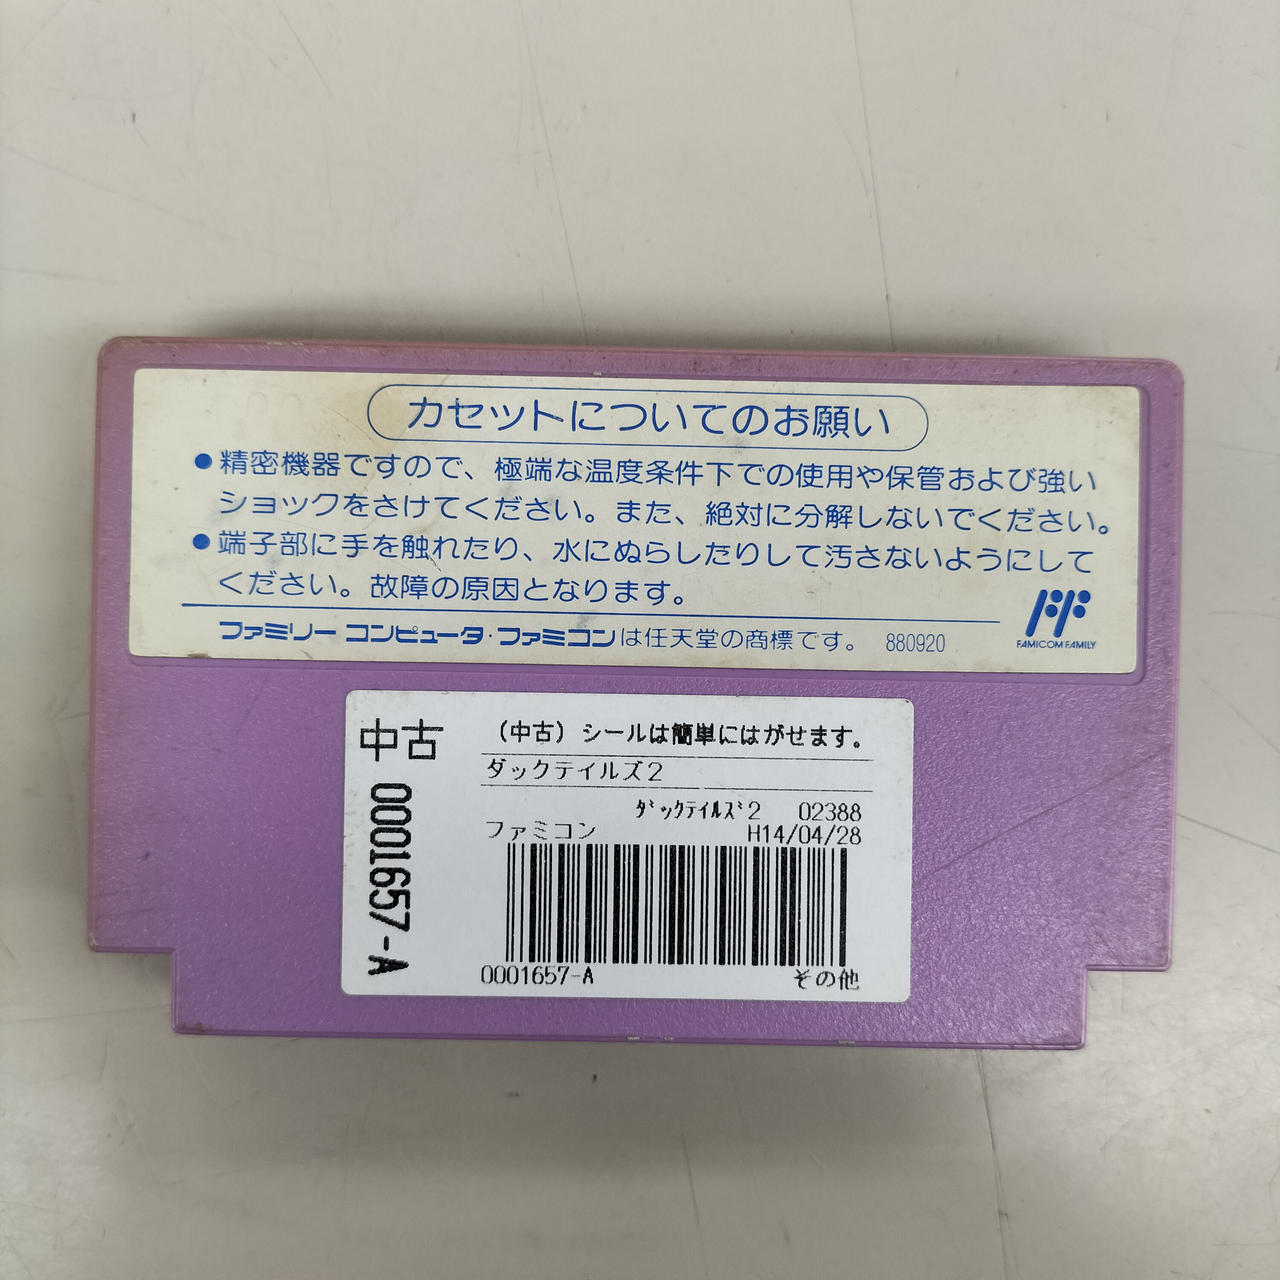 カセットについてのお願い
●精密機器ですので、極端な温度条件下での使用や保管および強い
ショックをさけてください。また、絶対に分解しないでください。
●端子部に手を触れたり、水にぬらしたりして汚さないようにして
ください。故障の原因となります。
ファミリー コンピュータ・ファミコンは任天堂の商標です。 880920
FAMICOM FAMILY
中古
0001657-A
(中古) シールは簡単にはがせます。
ダックテイルズ2
ﾀﾞｯｸﾃｲﾙｽﾞ2 02388
ファミコン H14/04/28
0001657-A その他